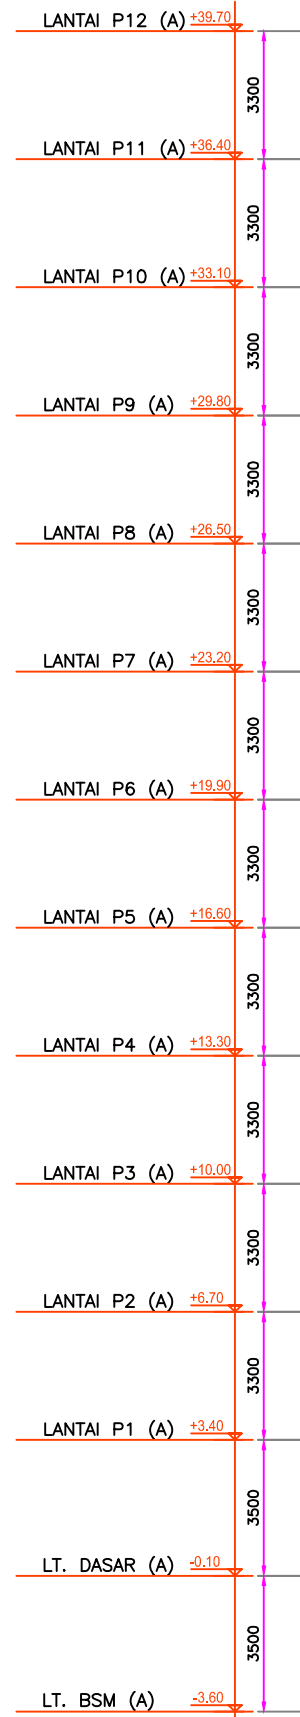 LANTAI P12 (A) +39.70
3300
LANTAI P11 (A) +36.40
3300
LANTAI P10 (A) +33.10
3300
LANTAI P9 (A) +29.80
3300
LANTAI P8 (A) +26.50
3300
LANTAI P7 (A) +23.20
3300
LANTAI P6 (A) +19.90
3300
LANTAI P5 (A) +16.60
3300
LANTAI P4 (A) +13.30
3300
LANTAI P3 (A) +10.00
3300
LANTAI P2 (A) +6.70
3300
LANTAI P1 (A) +3.40
3500
LT. DASAR (A) -0.10
3500
LT. BSM (A) -3.60